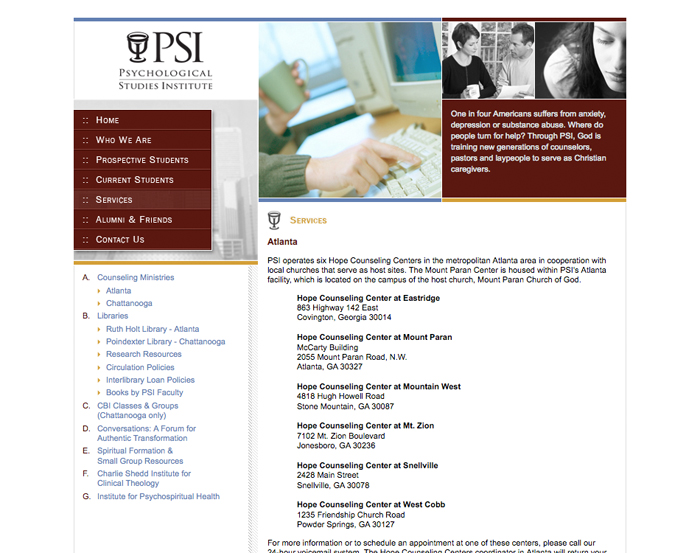 PSI
PSYCHOLOGICAL
STUDIES INSTITUTE
:: HOME
:: WHO WE ARE
:: PROSPECTIVE STUDENTS
:: CURRENT STUDENTS
:: SERVICES
:: ALUMNI & FRIENDS
:: CONTACT US
One in four Americans suffers from anxiety,
depression or substance abuse. Where do
people turn for help? Through PSI, God is
training new generations of counselors,
pastors and laypeople to serve as Christian
caregivers.
A. Counseling Ministries
Atlanta
Chattanooga
B. Libraries
Ruth Holt Library - Atlanta
Poindexter Library - Chattanooga
Research Resources
Circulation Policies
Interlibrary Loan Policies
Books by PSI Faculty
C. CBI Classes & Groups
(Chattanooga only)
D. Conversations: A Forum for
Authentic Transformation
E. Spiritual Formation &
Small Group Resources
F. Charlie Shedd Institute for
Clinical Theology
G. Institute for Psychospiritual Health
SERVICES
Atlanta
PSI operates six Hope Counseling Centers in the metropolitan Atlanta area in cooperation with
local churches that serve as host sites. The Mount Paran Center is housed within PSI's Atlanta
facility, which is located on the campus of the host church, Mount Paran Church of God.
Hope Counseling Center at Eastridge
863 Highway 142 East
Covington, Georgia 30014
Hope Counseling Center at Mount Paran
McCarty Building
2055 Mount Paran Road, N.W.
Atlanta, GA 30327
Hope Counseling Center at Mountain West
4818 Hugh Howell Road
Stone Mountain, GA 30087
Hope Counseling Center at Mt. Zion
7102 Mt. Zion Boulevard
Jonesboro, GA 30236
Hope Counseling Center at Snellville
2428 Main Street
Snellville, GA 30078
Hope Counseling Center at West Cobb
1235 Friendship Church Road
Powder Springs, GA 30127
For more information or to schedule an appointment at one of these centers, please call our
24-hour voicemail system. The Hope Counseling Centers coordinator in Atlanta will return your